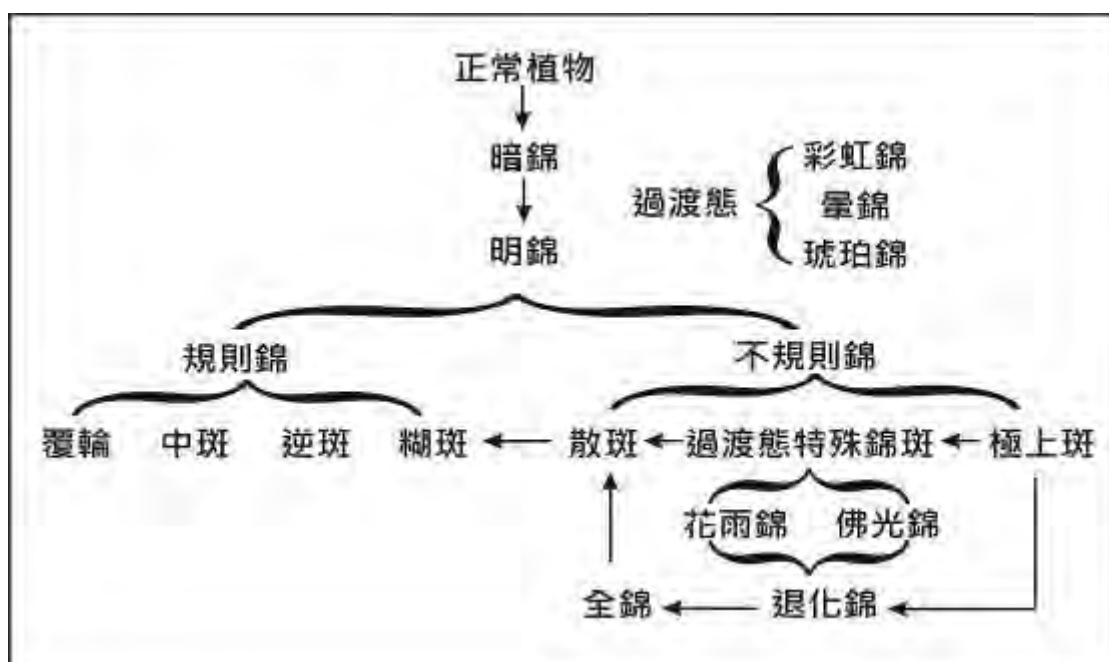 正常植物
暗錦
彩虹錦
過渡態
暈錦
明錦
琥珀錦
規則錦
不規則錦
覆輪 中斑 逆斑 糊斑 散斑 過渡態特殊錦斑 極上斑
花雨錦 佛光錦
全錦 退化錦